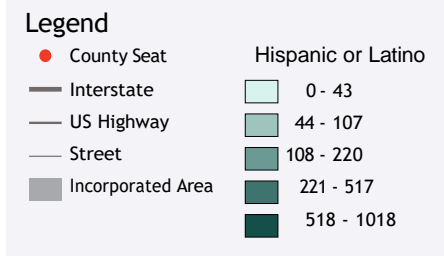 Legend
County Seat
Interstate
US Highway
Street
Incorporated Area
Hispanic or Latino
0 - 43
44 - 107
108 - 220
221 - 517
518 - 1018